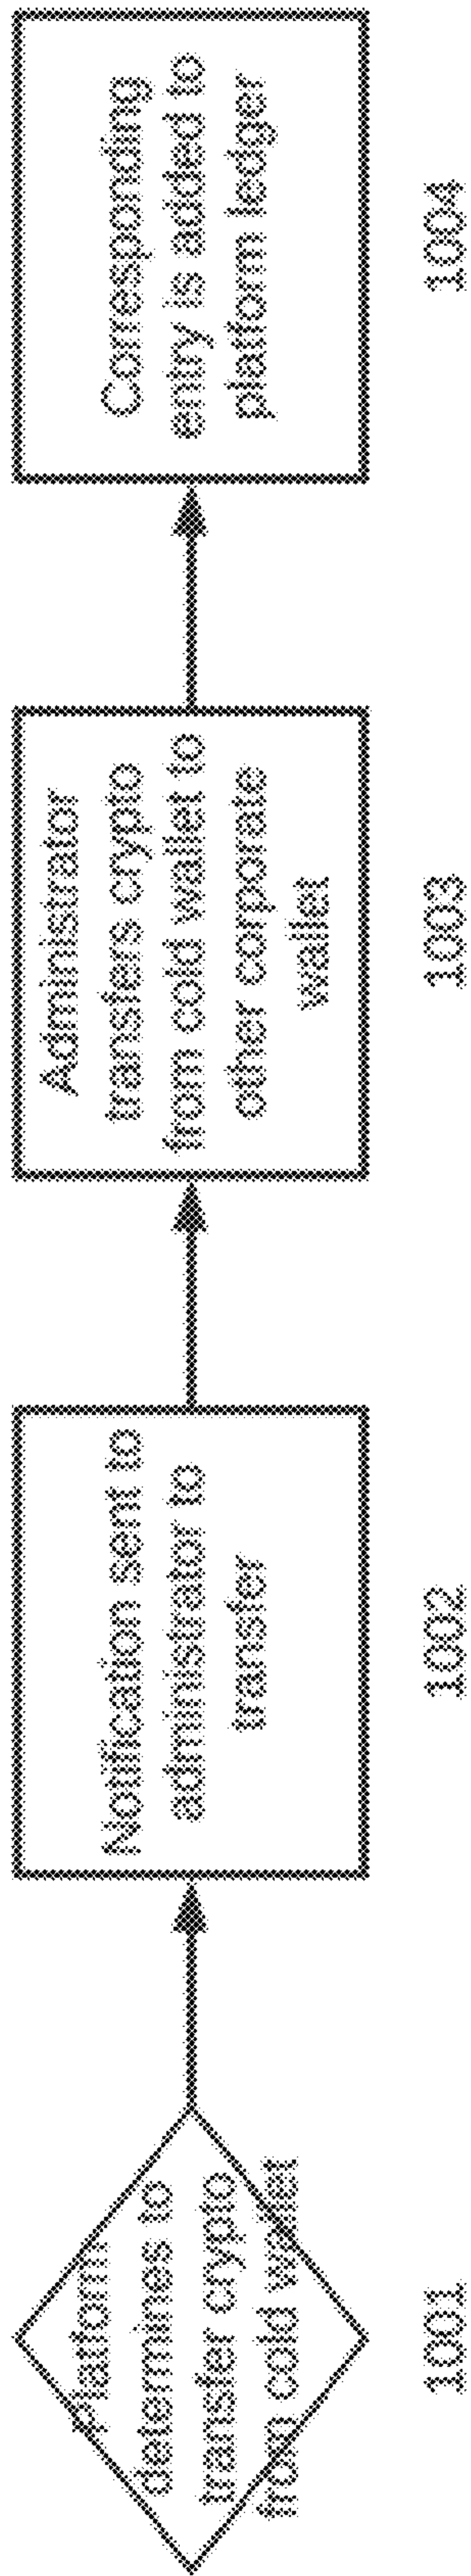 Platform
determines to
transfer crypto
from cold wallet
1001
Notification sent to
administrator to
transfer
1002
Administrator
transfers crypto
from cold wallet to
other corporate
wallet
1003
Corresponding
entry is added to
platform ledger
1004